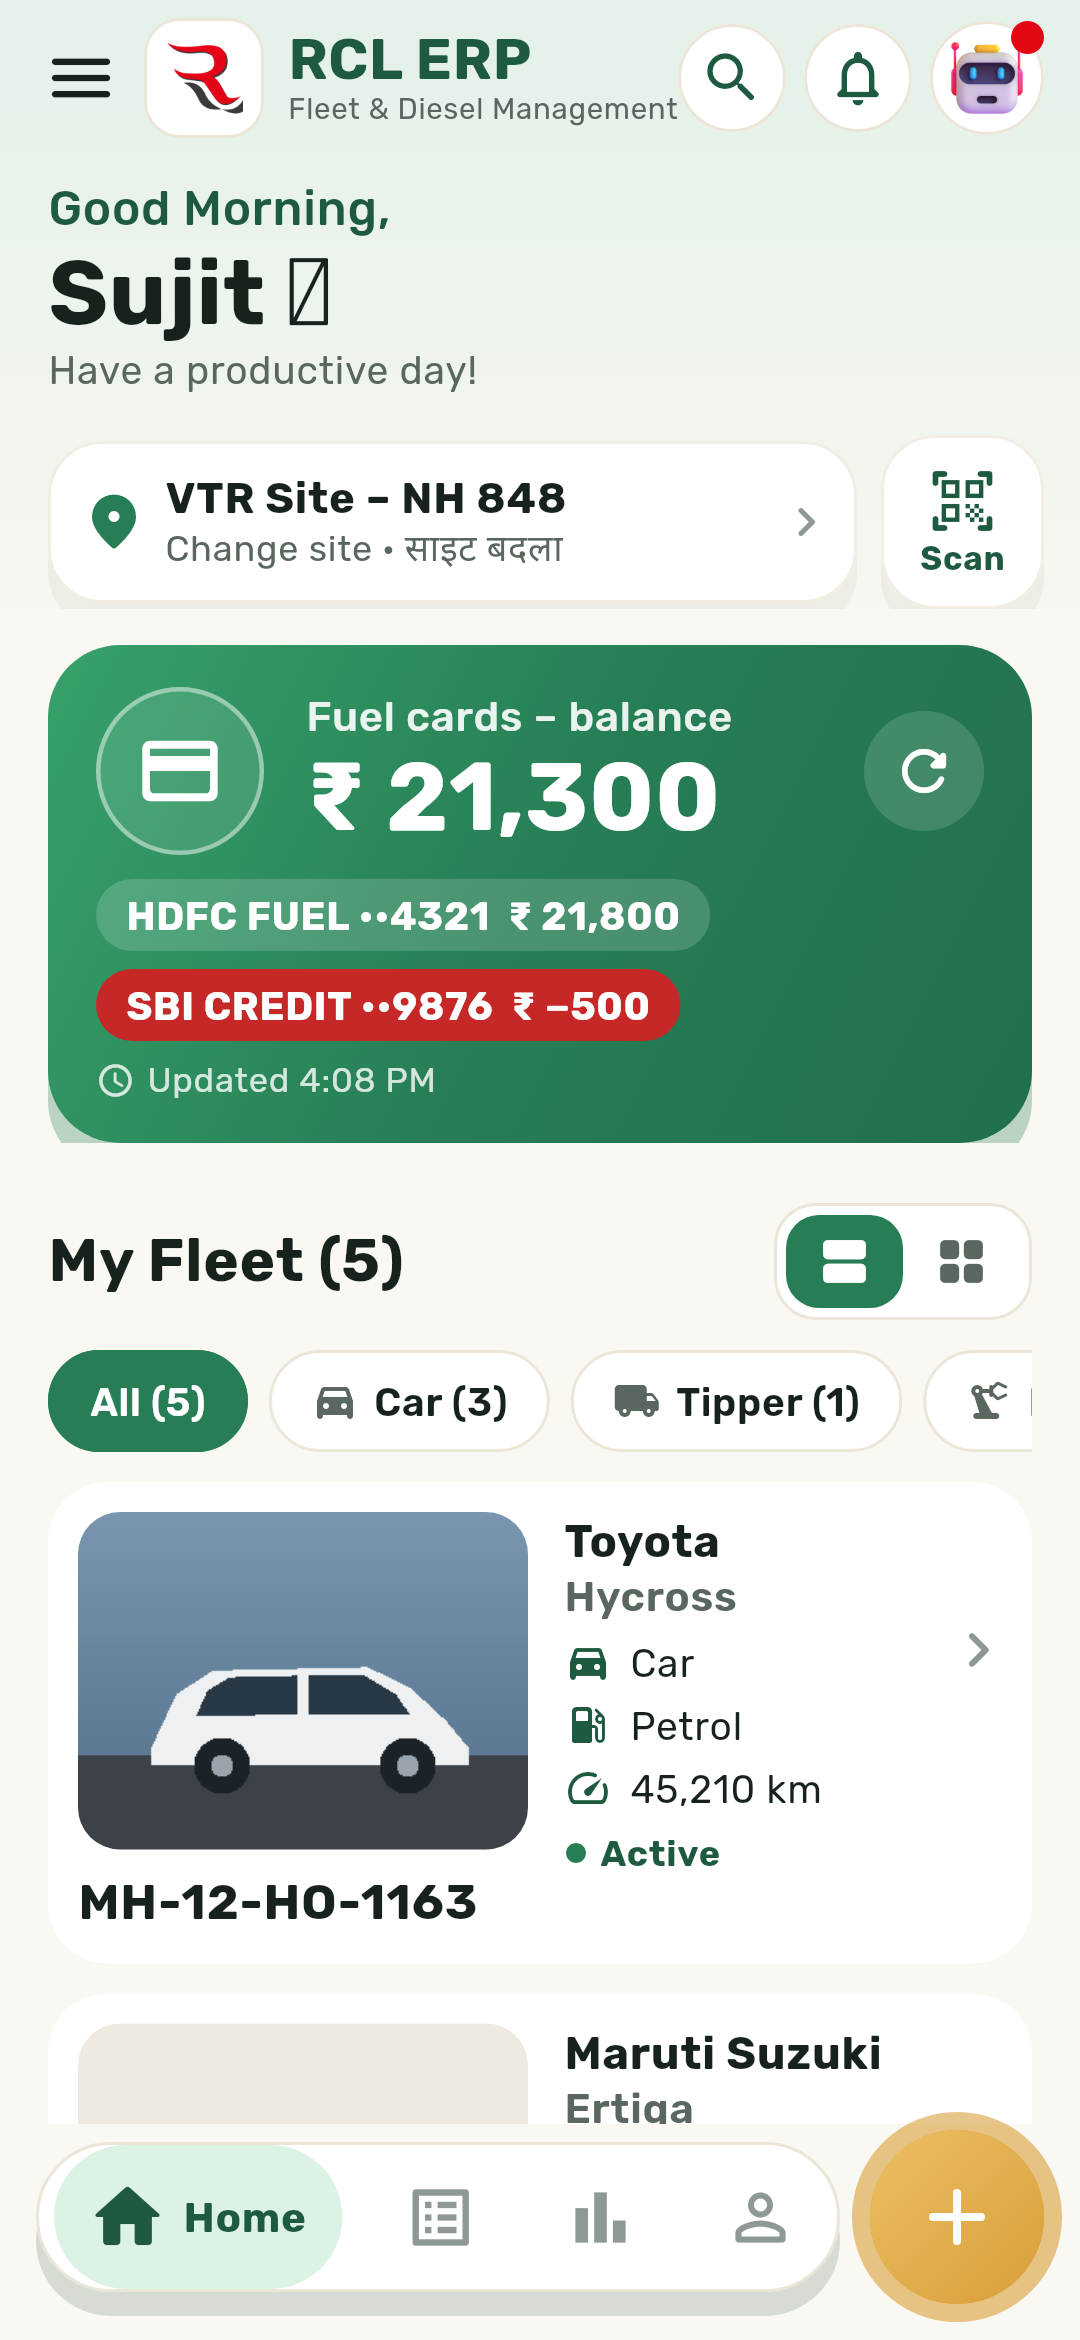 RCL ERP
Fleet & Diesel Management
Good Morning,
Sujit
Have a productive day!
VTR Site – NH 848
Change site • साइट बदला
Scan
Fuel cards – balance
₹ 21,300
HDFC FUEL ••4321 ₹ 21,800
SBI CREDIT ••9876 ₹ –500
Updated 4:08 PM
My Fleet (5)
All (5)
Car (3)
Tipper (1)
Toyota
Hycross
Car
Petrol
45,210 km
Active
MH-12-HO-1163
Maruti Suzuki
Ertiga
Home